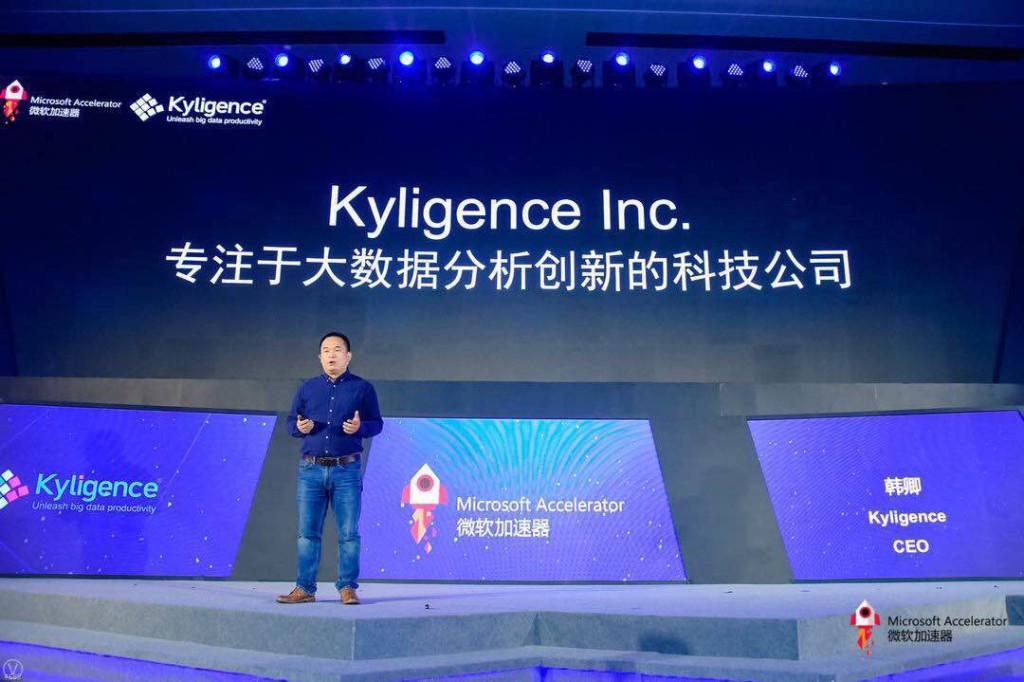 Microsoft Accelerator
微软加速器
Kyligence®
Unleash big data productivity
Kyligence Inc.
专注于大数据分析创新的科技公司
Kyligence®
Unleash big data productivity
Microsoft Accelerator
微软加速器
韩卿
Kyligence
CEO
Microsoft Accelerator
微软加速器